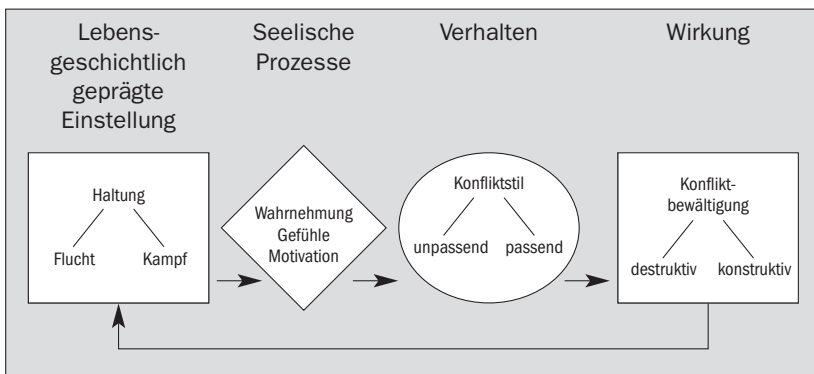 Lebens-
geschichtlich
geprägte
Einstellung
Seelische
Prozesse
Verhalten
Wirkung
Haltung
Flucht Kampf
Wahrnehmung
Gefühle
Motivation
Konfliktstil
unpassend passend
Konflikt-
bewältigung
destruktiv konstruktiv